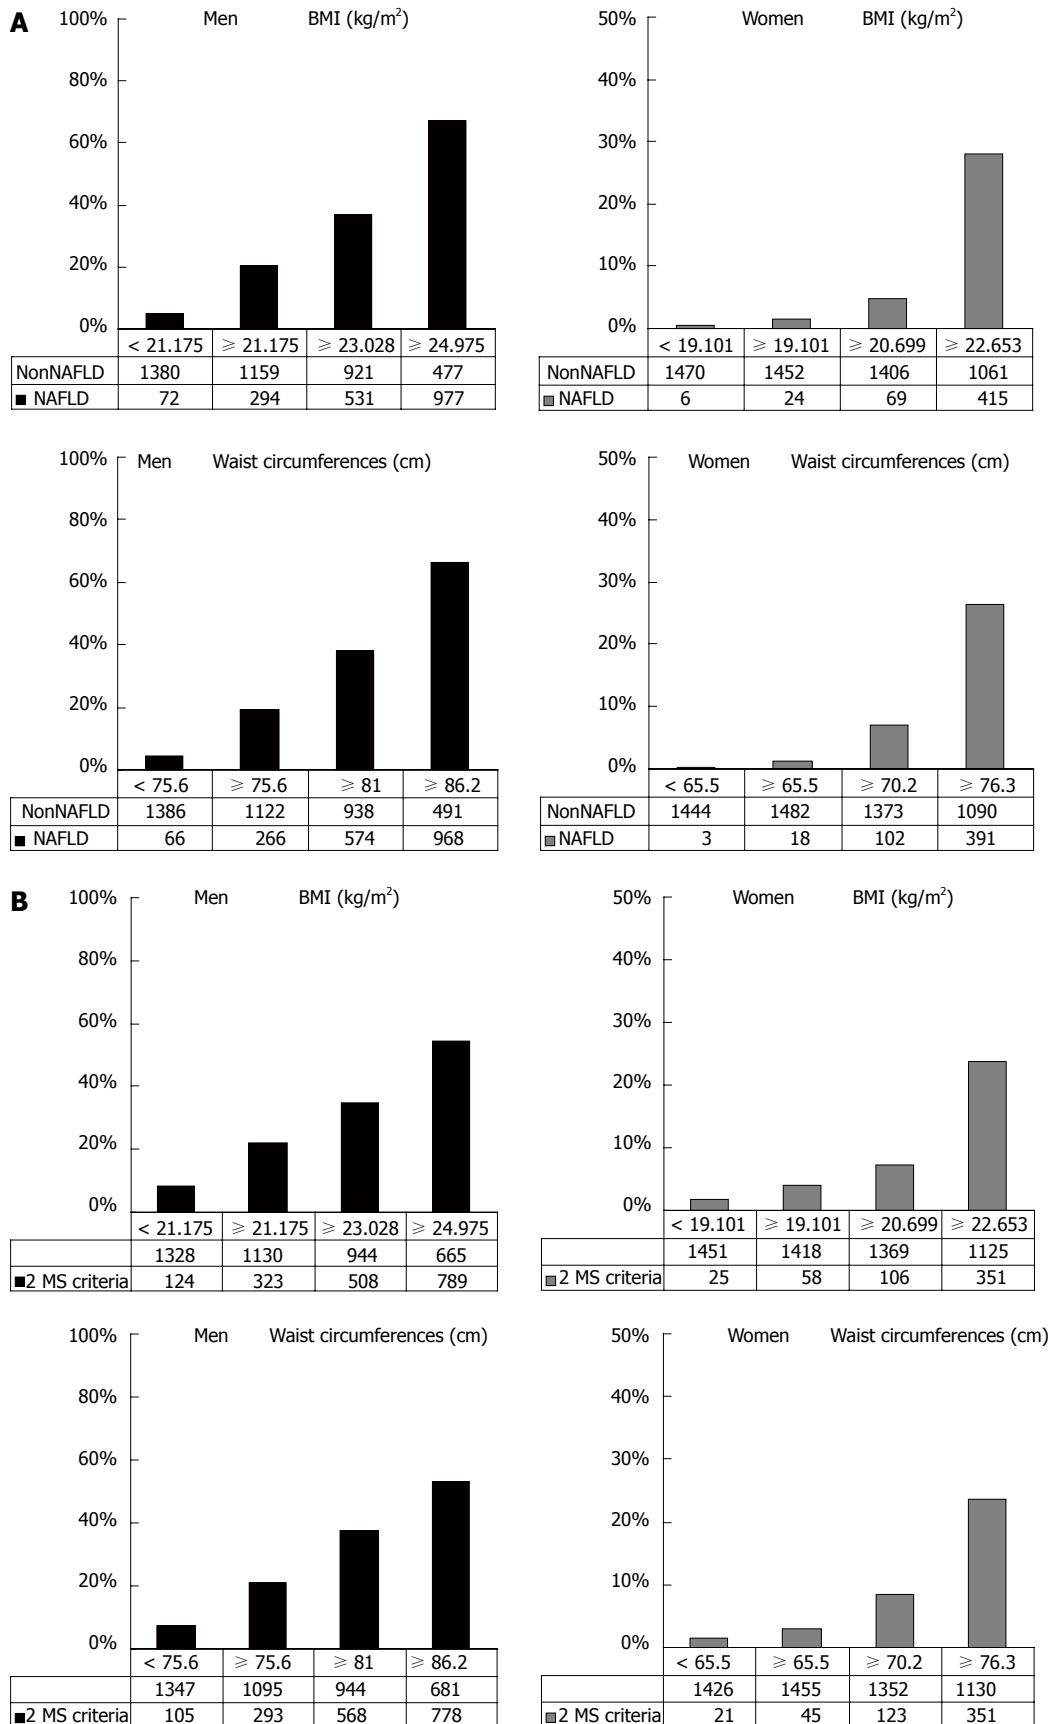 A
Men BMI (kg/m²)
100%
80%
60%
40%
20%
0%
< 21.175 ≥ 21.175 ≥ 23.028 ≥ 24.975
NonNAFLD 1380 1159 921 477
■ NAFLD 72 294 531 977
Women BMI (kg/m²)
50%
40%
30%
20%
10%
0%
< 19.101 ≥ 19.101 ≥ 20.699 ≥ 22.653
NonNAFLD 1470 1452 1406 1061
■ NAFLD 6 24 69 415
Men Waist circumferences (cm)
100%
80%
60%
40%
20%
0%
< 75.6 ≥ 75.6 ≥ 81 ≥ 86.2
NonNAFLD 1386 1122 938 491
■ NAFLD 66 266 574 968
Women Waist circumferences (cm)
50%
40%
30%
20%
10%
0%
< 65.5 ≥ 65.5 ≥ 70.2 ≥ 76.3
NonNAFLD 1444 1482 1373 1090
■ NAFLD 3 18 102 391
B
Men BMI (kg/m²)
100%
80%
60%
40%
20%
0%
< 21.175 ≥ 21.175 ≥ 23.028 ≥ 24.975
1328 1130 944 665
■2 MS criteria 124 323 508 789
Women BMI (kg/m²)
50%
40%
30%
20%
10%
0%
< 19.101 ≥ 19.101 ≥ 20.699 ≥ 22.653
1451 1418 1369 1125
■2 MS criteria 25 58 106 351
Men Waist circumferences (cm)
100%
80%
60%
40%
20%
0%
< 75.6 ≥ 75.6 ≥ 81 ≥ 86.2
1347 1095 944 681
■2 MS criteria 105 293 568 778
Women Waist circumferences (cm)
50%
40%
30%
20%
10%
0%
< 65.5 ≥ 65.5 ≥ 70.2 ≥ 76.3
1426 1455 1352 1130
■2 MS criteria 21 45 123 351